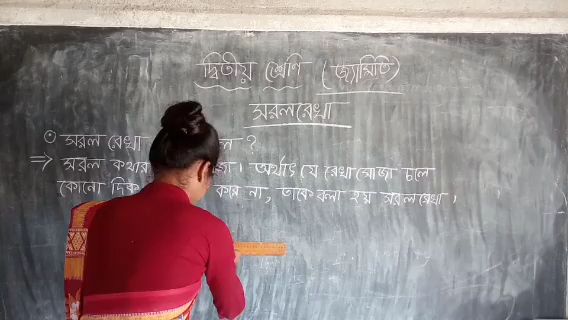 দ্বিতীয় শ্রেণি (জ্যামিতি)
সরলরেখা
সরল রেখা ?
⇒ সরল কথার । অর্থাৎ যে রেখা সোজা চলে
কোনো দিক করে না, তাকে বলা হয় সরলরেখা।